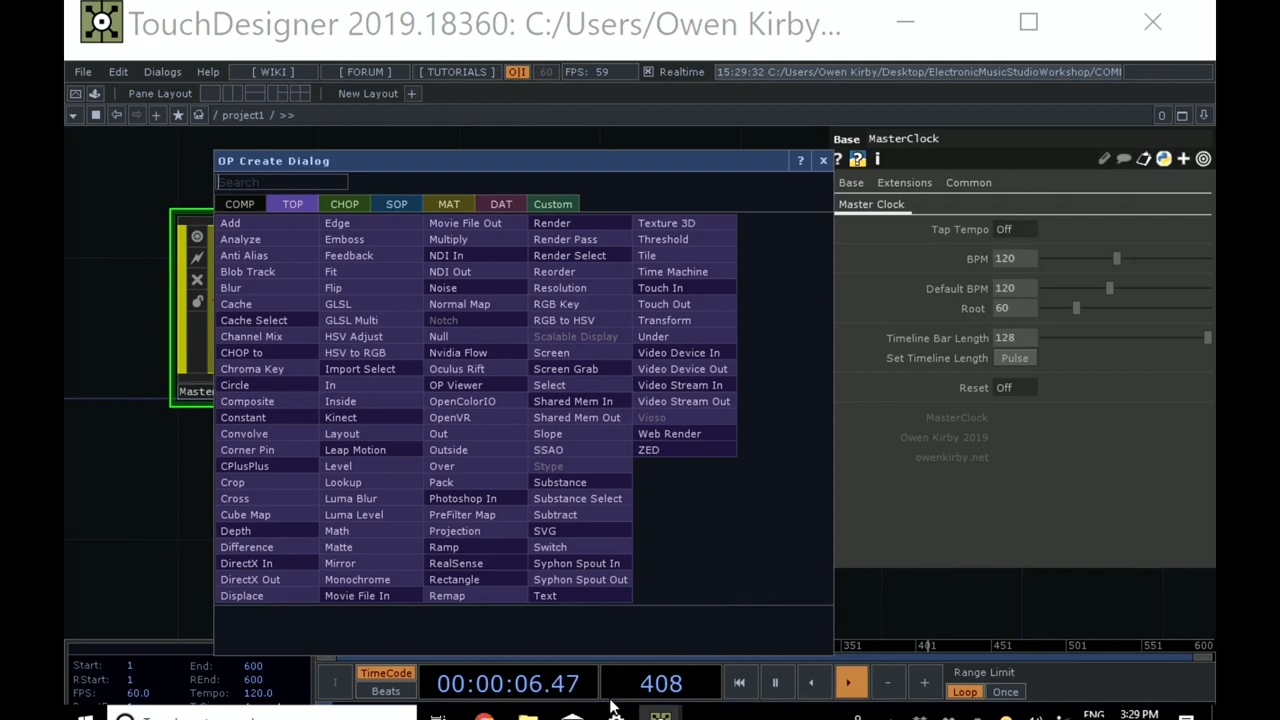 TouchDesigner 2019.18360: C:/Users/Owen Kirby...
File Edit Dialogs Help [ WIKI ] [ FORUM ] [ TUTORIALS ] O|I 60 FPS: 59 Realtime 15:29:32 C:/Users/Owen Kirby/Desktop/ElectronicMusicStudioWorkshop/COMI
Pane Layout New Layout +
/ project1 / >> 0
Base MasterClock
OP Create Dialog ? x
? ? i
Search
Base Extensions Common
COMP TOP CHOP SOP MAT DAT Custom
Master Clock
Add Edge Movie File Out Render Texture 3D
Analyze Emboss Multiply Render Pass Threshold
Anti Alias Feedback NDI In Render Select Tile
Blob Track Fit NDI Out Reorder Time Machine
Blur Flip Noise Resolution Touch In
Cache GLSL Normal Map RGB Key Touch Out
Cache Select GLSL Multi Notch RGB to HSV Transform
Channel Mix HSV Adjust Null Scalable Display Under
CHOP to HSV to RGB Nvidia Flow Screen Video Device In
Chroma Key Import Select Oculus Rift Screen Grab Video Device Out
Circle In OP Viewer Select Video Stream In
Composite Inside OpenColorIO Shared Mem In Video Stream Out
Constant Kinect OpenVR Shared Mem Out Vioso
Convolve Layout Out Slope Web Render
Corner Pin Leap Motion Outside SSAO ZED
CPlusPlus Level Over Stype
Crop Lookup Pack Substance
Cross Luma Blur Photoshop In Substance Select
Cube Map Luma Level PreFilter Map Subtract
Depth Math Projection SVG
Difference Matte Ramp Switch
DirectX In Mirror RealSense Syphon Spout In
DirectX Out Monochrome Rectangle Syphon Spout Out
Displace Movie File In Remap Text
Tap Tempo Off
BPM 120
Default BPM 120
Root 60
Timeline Bar Length 128
Set Timeline Length Pulse
Reset Off
MasterClock
Owen Kirby 2019
owenkirby.net
Master
351 401 451 501 551 600
Start: 1 End: 600
RStart: 1 REnd: 600
FPS: 60.0 Tempo: 120.0
TimeCode
Beats
00:00:06.47 408
- +
Range Limit
Loop Once
ENG 3:29 PM